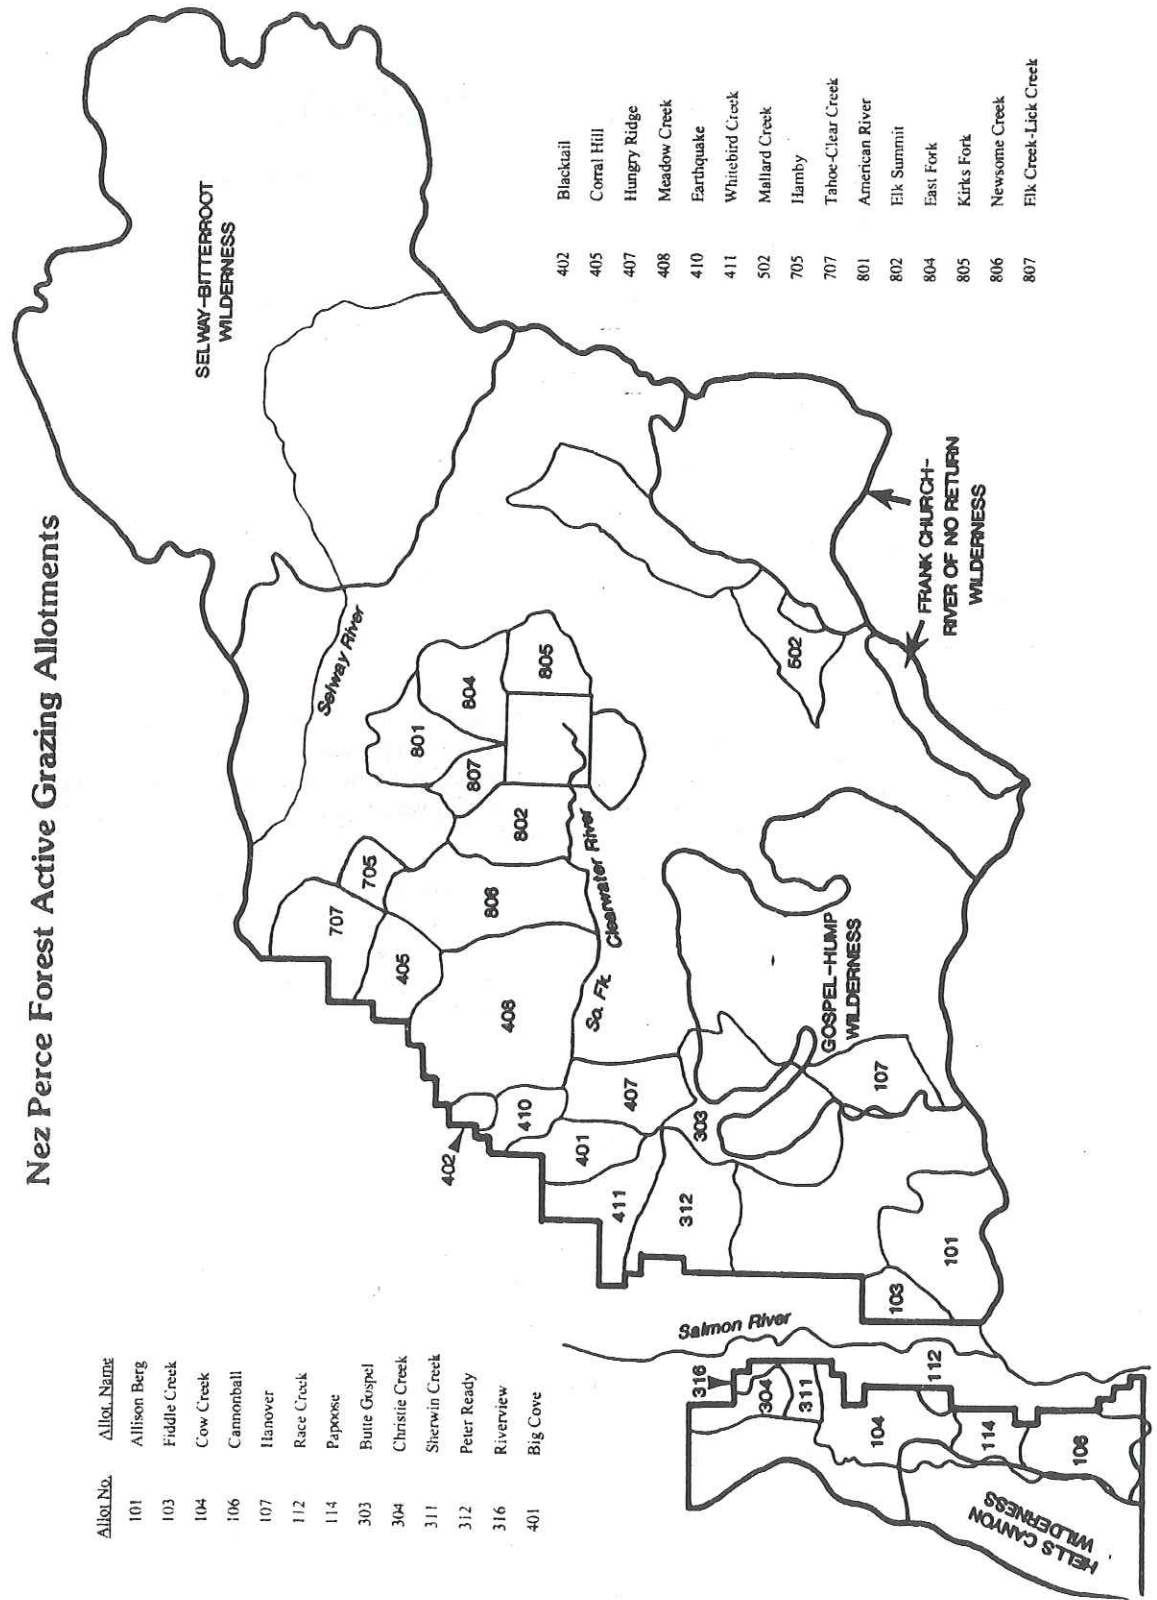 Nez Perce Forest Active Grazing Allotments
Allot No. Allot. Name
101 Allison Berg
103 Fiddle Creek
104 Cow Creek
106 Cannonball
107 Hanover
112 Race Creek
114 Papoose
303 Butte Gospel
304 Christie Creek
311 Sherwin Creek
312 Peter Ready
316 Riverview
401 Big Cove
402 Blacktail
405 Corral Hill
407 Hungry Ridge
408 Meadow Creek
410 Earthquake
411 Whitebird Creek
502 Mallard Creek
705 Hamby
707 Tahoe-Clear Creek
801 American River
802 Elk Summit
804 East Fork
805 Kirks Fork
806 Newsome Creek
807 Elk Creek-Lick Creek
SELWAY-BITTERROOT
WILDERNESS
Selway River
707
705
405
801
804
805
807
802
806
408
So. Fk. Clearwater River
402
410
401
407
411
312
303
502
GOSPEL-HUMP
WILDERNESS
107
FRANK CHURCH-
RIVER OF NO RETURN
WILDERNESS
101
103
Salmon River
316
304
311
112
104
114
106
HELLS CANYON
WILDERNESS